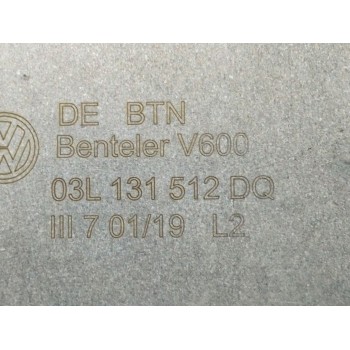 DE BTN
Benteler V600
03L 131 512 DQ
III 7 01/19 L2